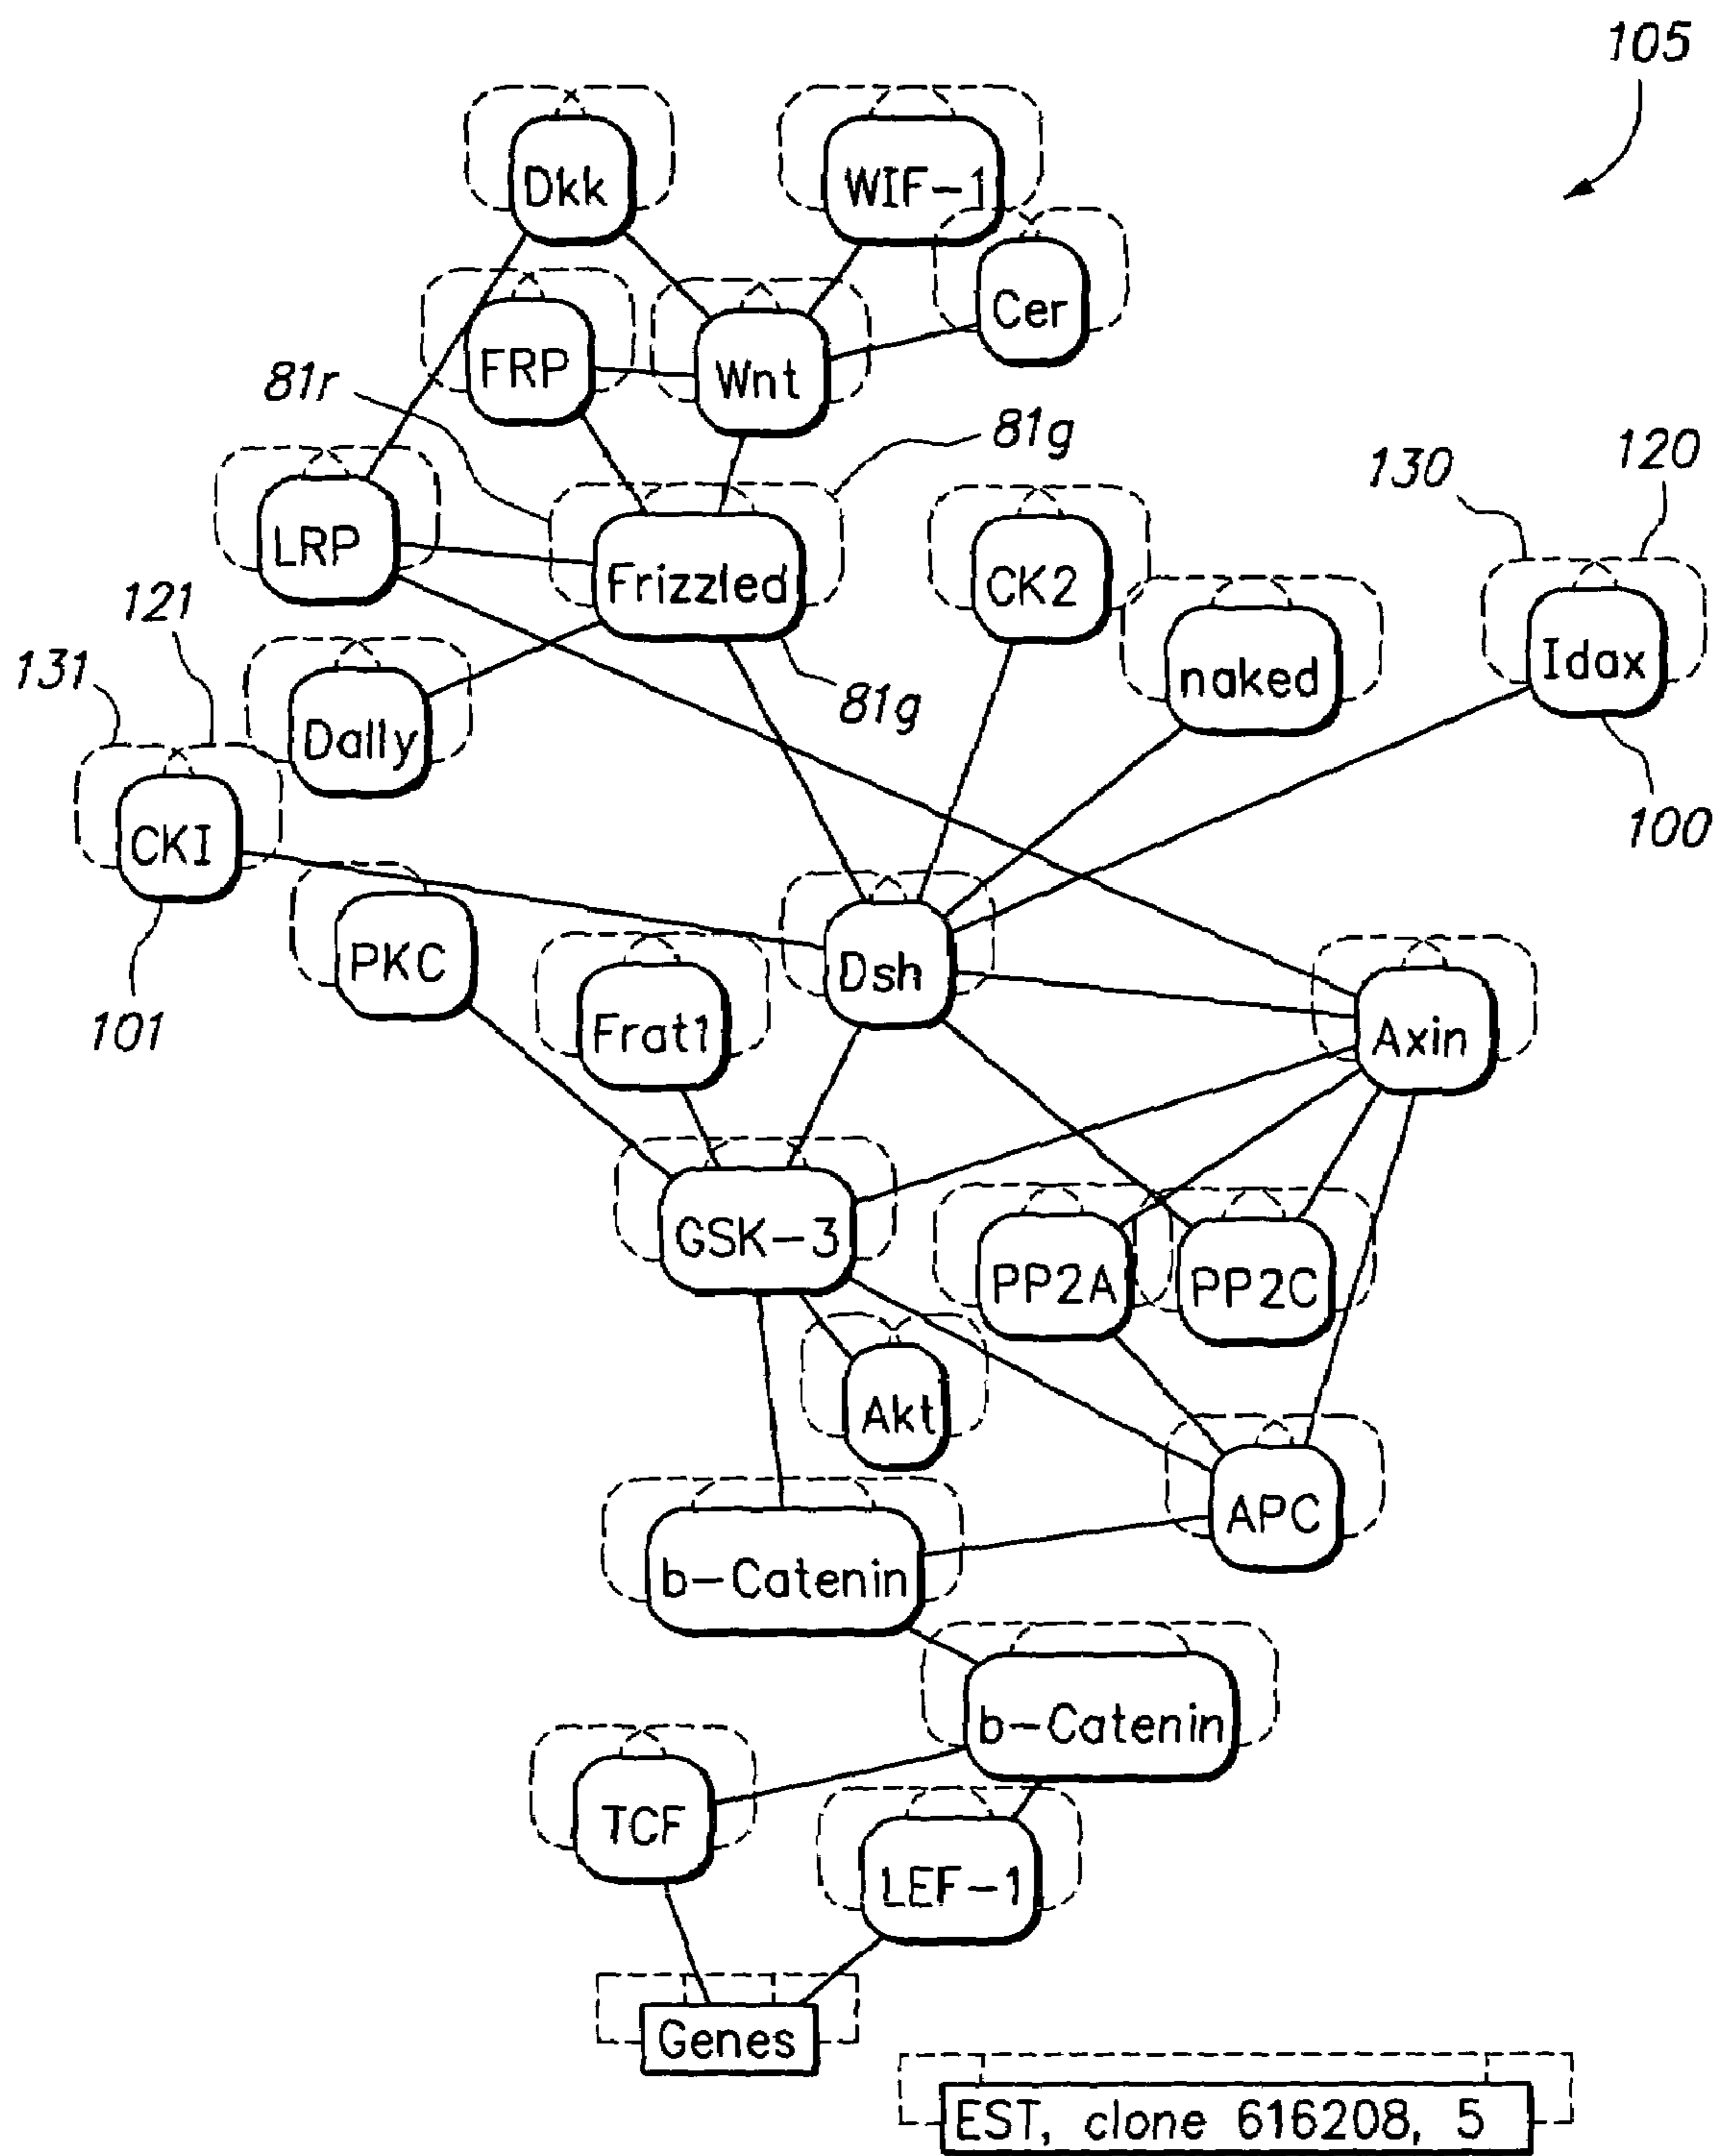 105
Dkk
WIF-1
Cer
FRP
Wnt
81r
81g
130
120
LRP
Frizzled
CK2
121
naked
Idax
131
81g
Dally
100
CKI
PKC
Dsh
101
Frat1
Axin
GSK-3
PP2A
PP2C
Akt
APC
b-Catenin
b-Catenin
TCF
LEF-1
Genes
EST, clone 616208, 5